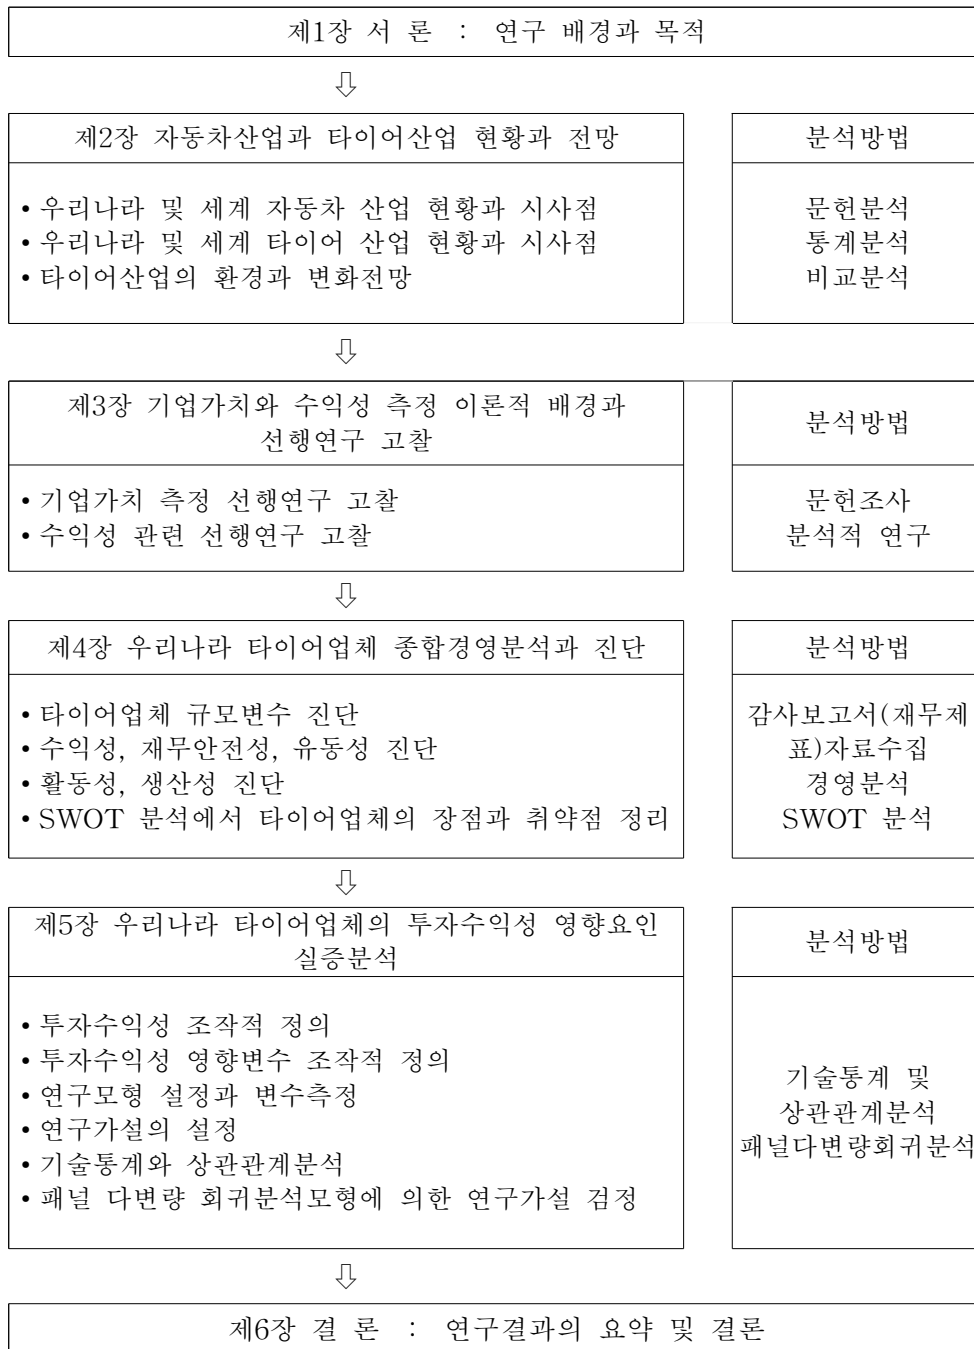 제1장 서 론 : 연구 배경과 목적
⇩
제2장 자동차산업과 타이어산업 현황과 전망
분석방법
• 우리나라 및 세계 자동차 산업 현황과 시사점
• 우리나라 및 세계 타이어 산업 현황과 시사점
• 타이어산업의 환경과 변화전망
문헌분석
통계분석
비교분석
⇩
제3장 기업가치와 수익성 측정 이론적 배경과
선행연구 고찰
분석방법
• 기업가치 측정 선행연구 고찰
• 수익성 관련 선행연구 고찰
문헌조사
분석적 연구
⇩
제4장 우리나라 타이어업체 종합경영분석과 진단
분석방법
• 타이어업체 규모변수 진단
• 수익성, 재무안전성, 유동성 진단
• 활동성, 생산성 진단
• SWOT 분석에서 타이어업체의 장점과 취약점 정리
감사보고서(재무제
표)자료수집
경영분석
SWOT 분석
⇩
제5장 우리나라 타이어업체의 투자수익성 영향요인
실증분석
분석방법
• 투자수익성 조작적 정의
• 투자수익성 영향변수 조작적 정의
• 연구모형 설정과 변수측정
• 연구가설의 설정
• 기술통계와 상관관계분석
• 패널 다변량 회귀분석모형에 의한 연구가설 검정
기술통계 및
상관관계분석
패널다변량회귀분석
⇩
제6장 결 론 : 연구결과의 요약 및 결론